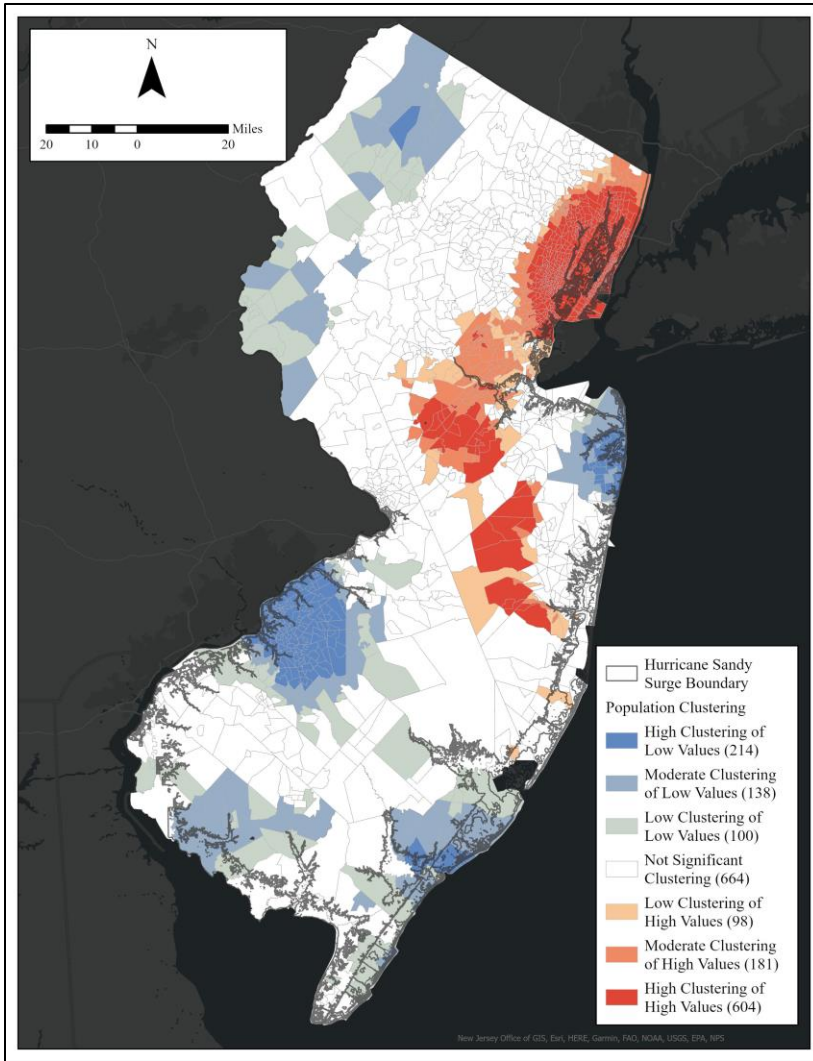 N
Miles
20 10 0 20
Hurricane Sandy
Surge Boundary
Population Clustering
High Clustering of
Low Values (214)
Moderate Clustering
of Low Values (138)
Low Clustering of
Low Values (100)
Not Significant
Clustering (664)
Low Clustering of
High Values (98)
Moderate Clustering
of High Values (181)
High Clustering of
High Values (604)
New Jersey Office of GIS, Esri, HERE, Garmin, FAO, NOAA, USGS, EPA, NPS